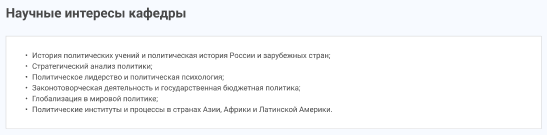 Научные интересы кафедры
• История политических учений и политическая история России и зарубежных стран;
• Стратегический анализ политики;
• Политическое лидерство и политическая психология;
• Законотоворческая деятельность и государственная бюджетная политика;
• Глобализация в мировой политике;
• Политические институты и процессы в странах Азии, Африки и Латинской Америки.